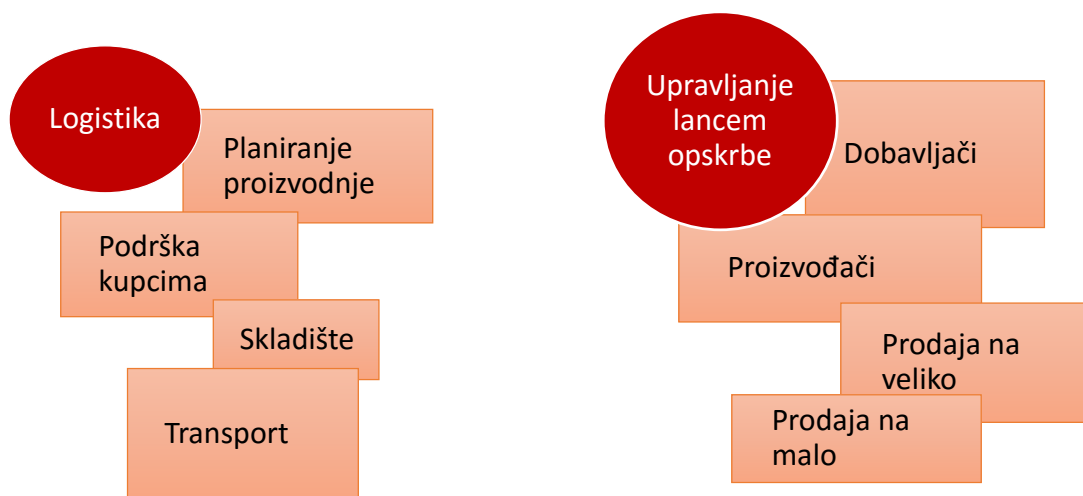 Logistika
Planiranje
proizvodnje
Podrška
kupcima
Skladište
Transport
Upravljanje
lancem
opskrbe
Dobavljači
Proizvođači
Prodaja na
veliko
Prodaja na
malo